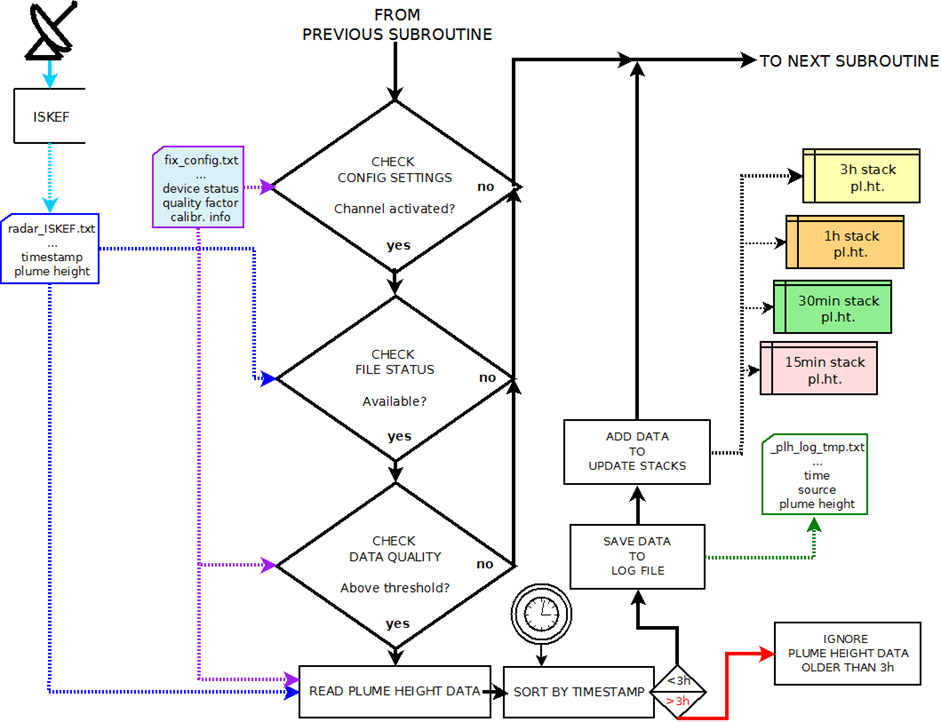 FROM
PREVIOUS SUBROUTINE
TO NEXT SUBROUTINE
ISKEF
radar_ISKEF.txt
...
timestamp
plume height
fix_config.txt
...
device status
quality factor
calibr. info
CHECK
CONFIG SETTINGS
Channel activated?
no
yes
CHECK
FILE STATUS
Available?
no
yes
CHECK
DATA QUALITY
Above threshold?
no
yes
READ PLUME HEIGHT DATA
SORT BY TIMESTAMP
<3h
>3h
IGNORE
PLUME HEIGHT DATA
OLDER THAN 3h
SAVE DATA
TO
LOG FILE
_plh_log_tmp.txt
...
time
source
plume height
ADD DATA
TO
UPDATE STACKS
3h stack
pl.ht.
1h stack
pl.ht.
30min stack
pl.ht.
15min stack
pl.ht.